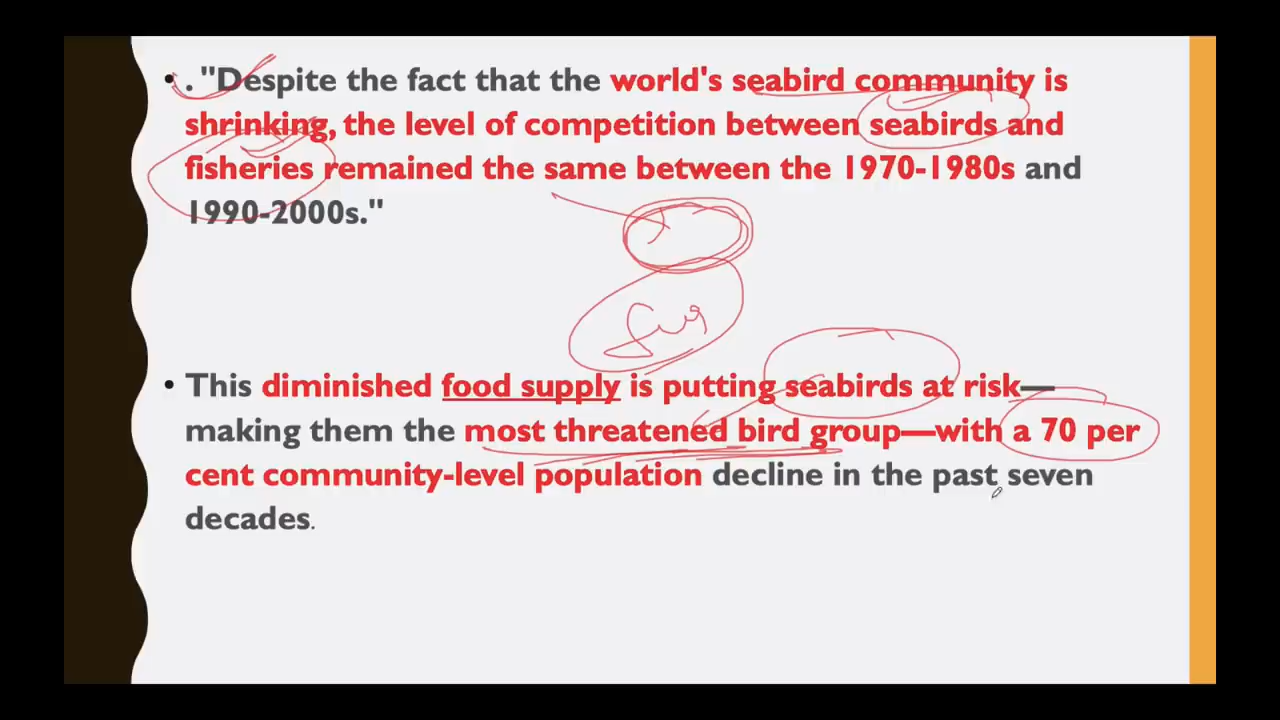 • . "Despite the fact that the world's seabird community is
shrinking, the level of competition between seabirds and
fisheries remained the same between the 1970-1980s and
1990-2000s."
• This diminished food supply is putting seabirds at risk—
making them the most threatened bird group—with a 70 per
cent community-level population decline in the past seven
decades.